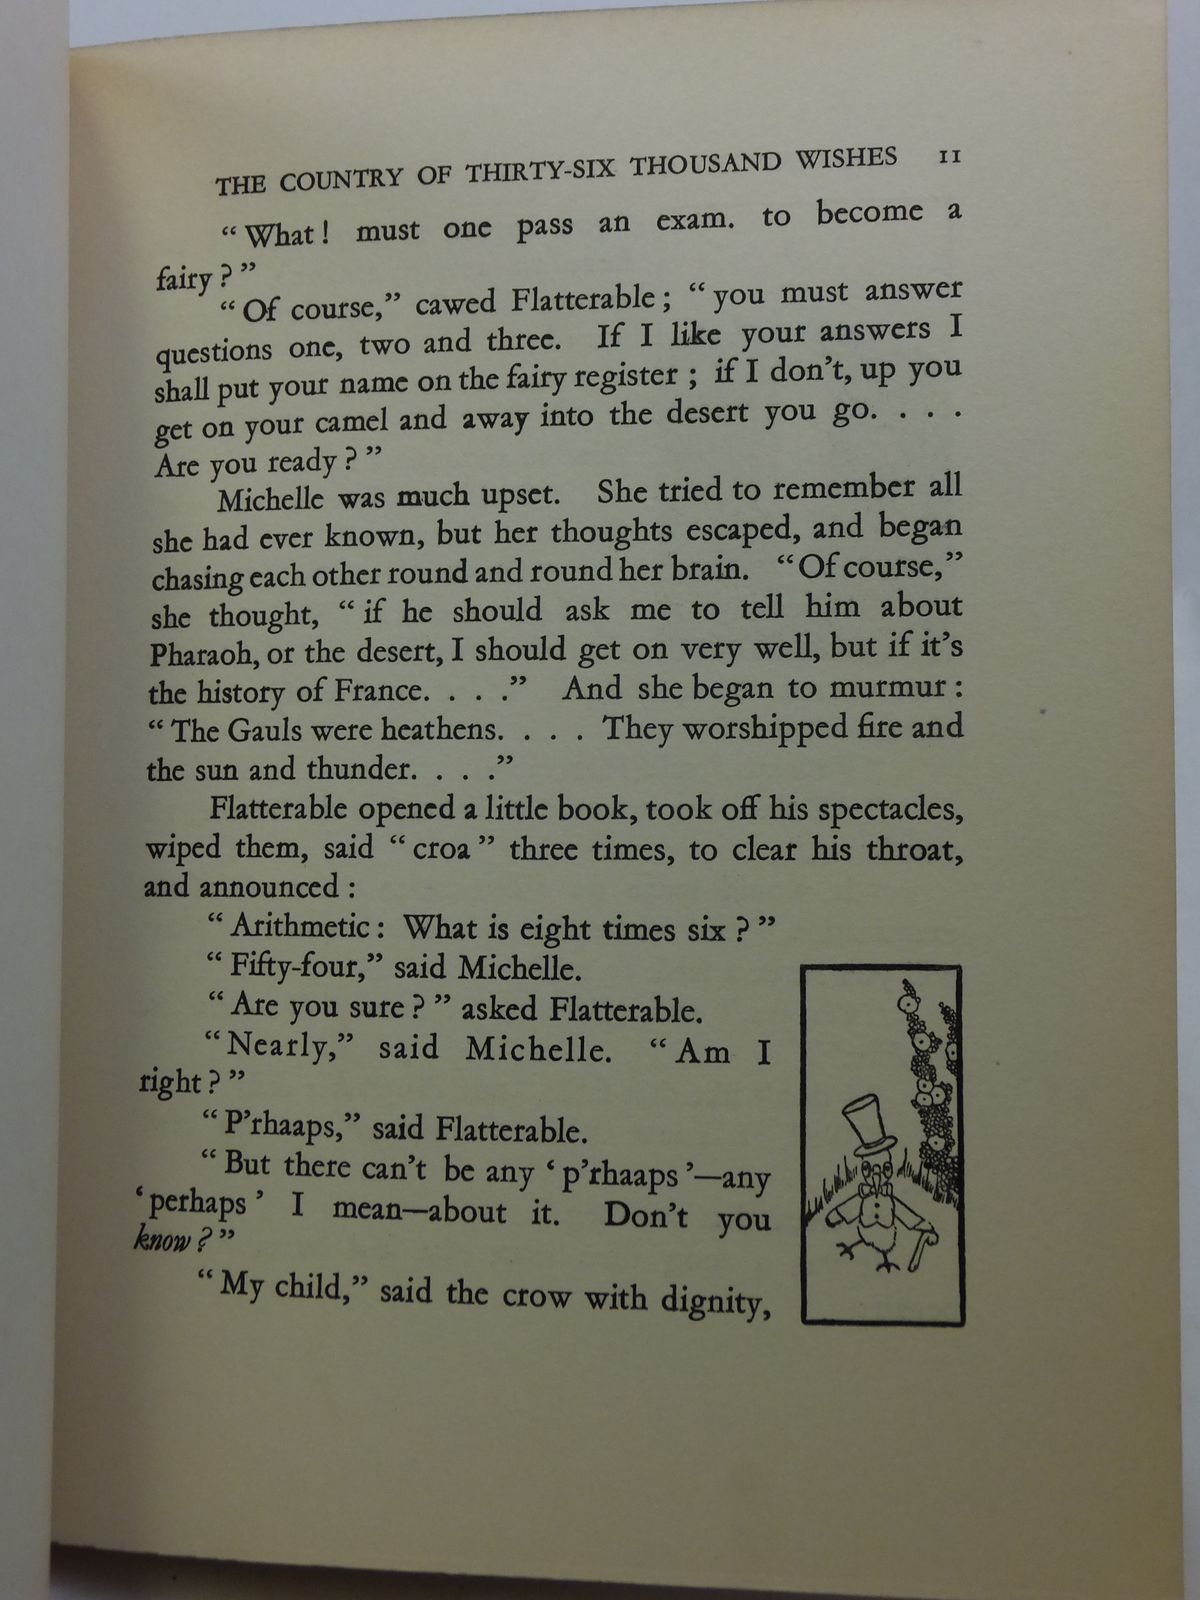 THE COUNTRY OF THIRTY-SIX THOUSAND WISHES 11
“What! must one pass an exam. to become a
fairy?”
“Of course,” cawed Flatterable; “you must answer
questions one, two and three. If I like your answers I
shall put your name on the fairy register; if I don’t, up you
get on your camel and away into the desert you go. . . .
Are you ready?”
Michelle was much upset. She tried to remember all
she had ever known, but her thoughts escaped, and began
chasing each other round and round her brain. “Of course,”
she thought, “if he should ask me to tell him about
Pharaoh, or the desert, I should get on very well, but if it’s
the history of France. . . .” And she began to murmur:
“The Gauls were heathens. . . . They worshipped fire and
the sun and thunder. . . .”
Flatterable opened a little book, took off his spectacles,
wiped them, said “croa” three times, to clear his throat,
and announced:
“Arithmetic: What is eight times six?”
“Fifty-four,” said Michelle.
“Are you sure?” asked Flatterable.
“Nearly,” said Michelle. “Am I
right?”
“P’rhaaps,” said Flatterable.
“But there can’t be any ‘p’rhaaps’—any
‘perhaps’ I mean—about it. Don’t you
know?”
“My child,” said the crow with dignity,